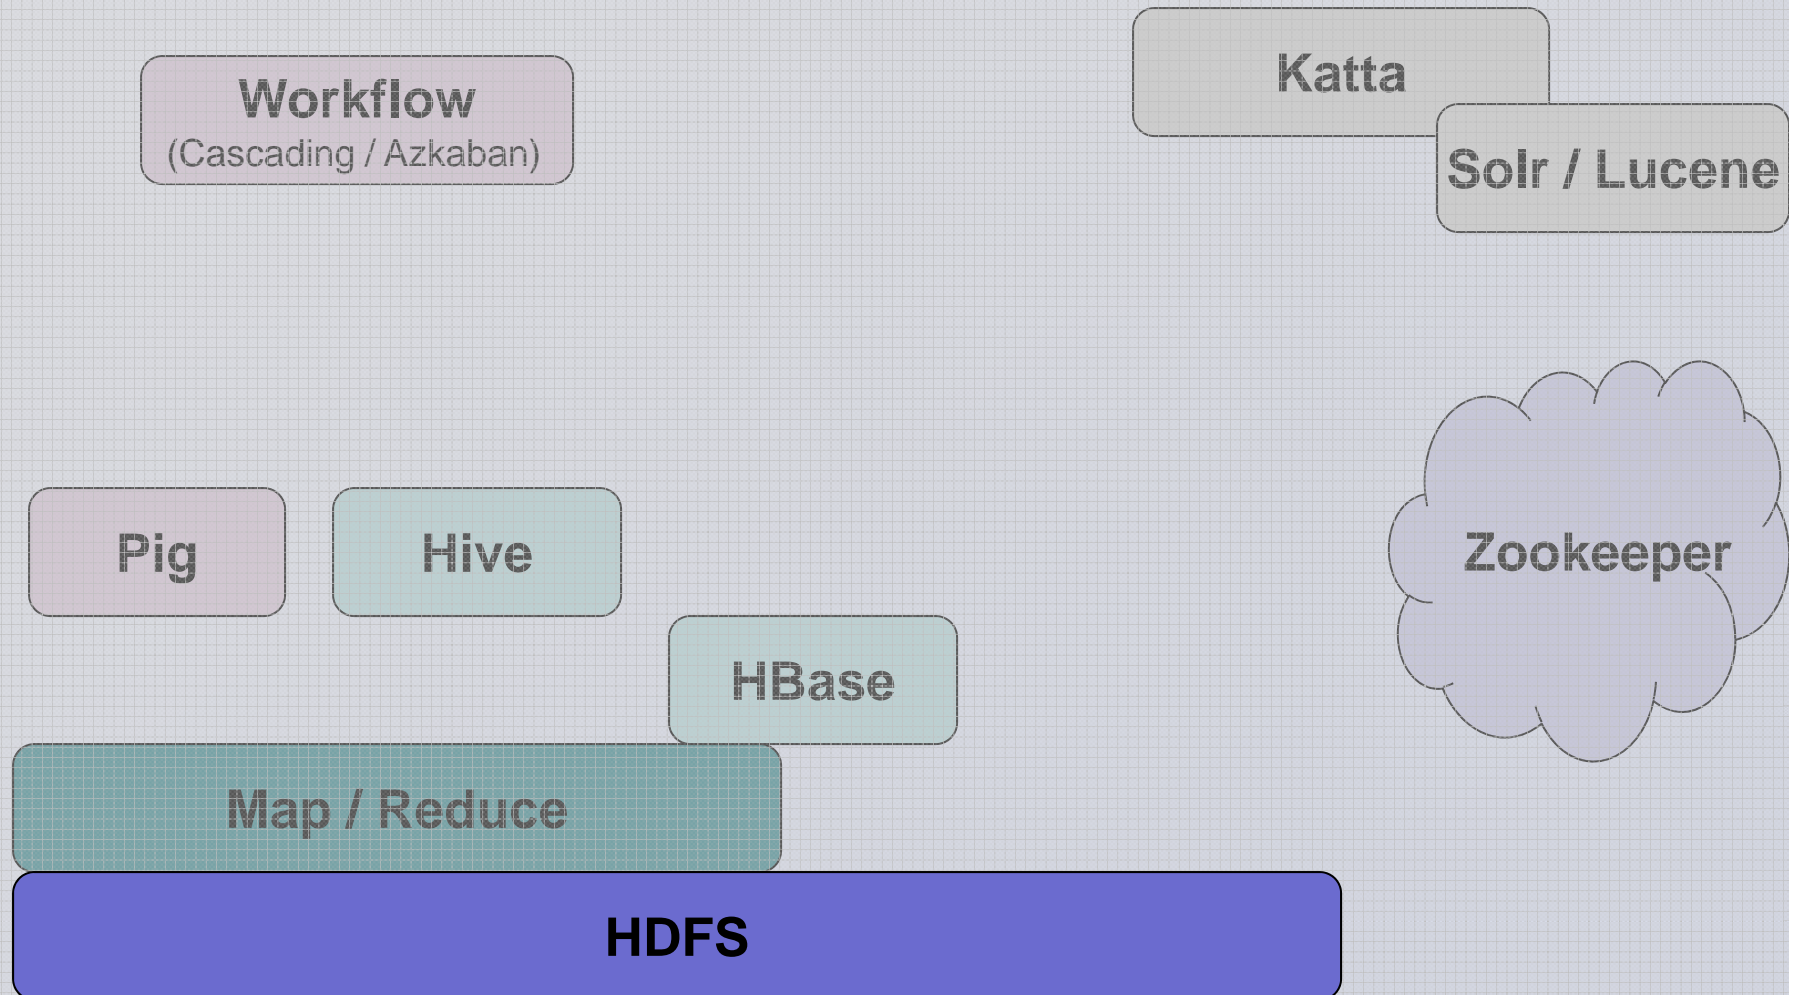 Katta
Workflow
(Cascading / Azkaban)
Solr / Lucene
Pig
Hive
Zookeeper
HBase
Map / Reduce
HDFS